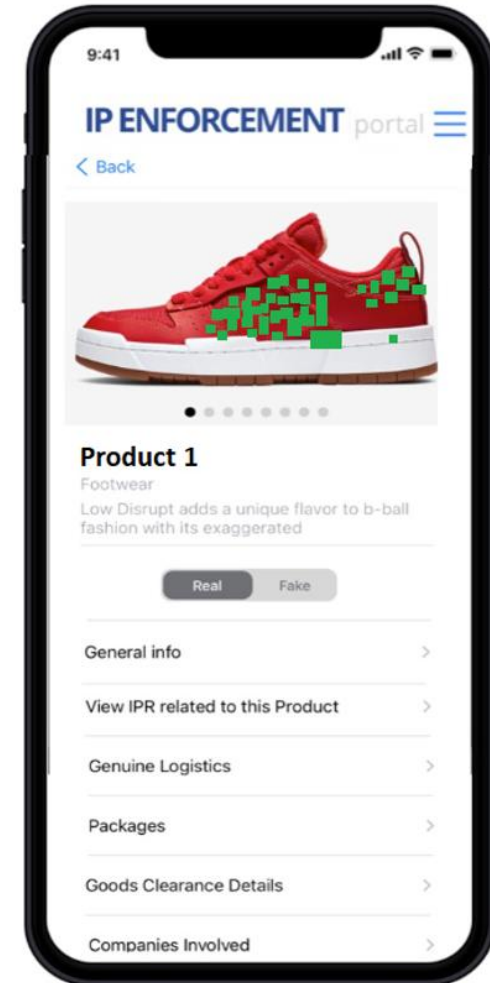 9:41
IP ENFORCEMENT portal
Back
Product 1
Footwear
Low Disrupt adds a unique flavor to b-ball
fashion with its exaggerated
Real Fake
General info
View IPR related to this Product
Genuine Logistics
Packages
Goods Clearance Details
Companies Involved